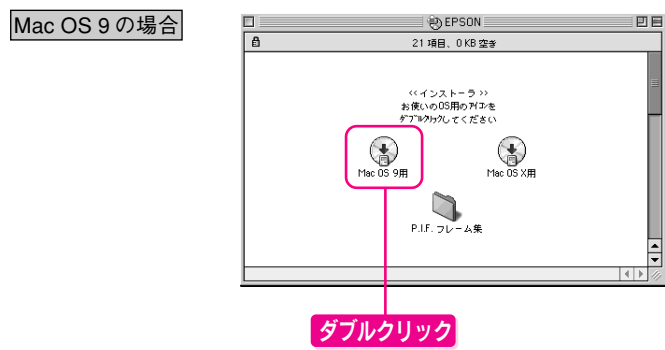 Mac OS 9 の場合
EPSON
21 項目、0 KB 空き
<<インストーラ>>
お使いのOS用のアイコンを
ダブルクリックしてください
Mac OS 9用
Mac OS X用
P.I.F. フレーム集
ダブルクリック